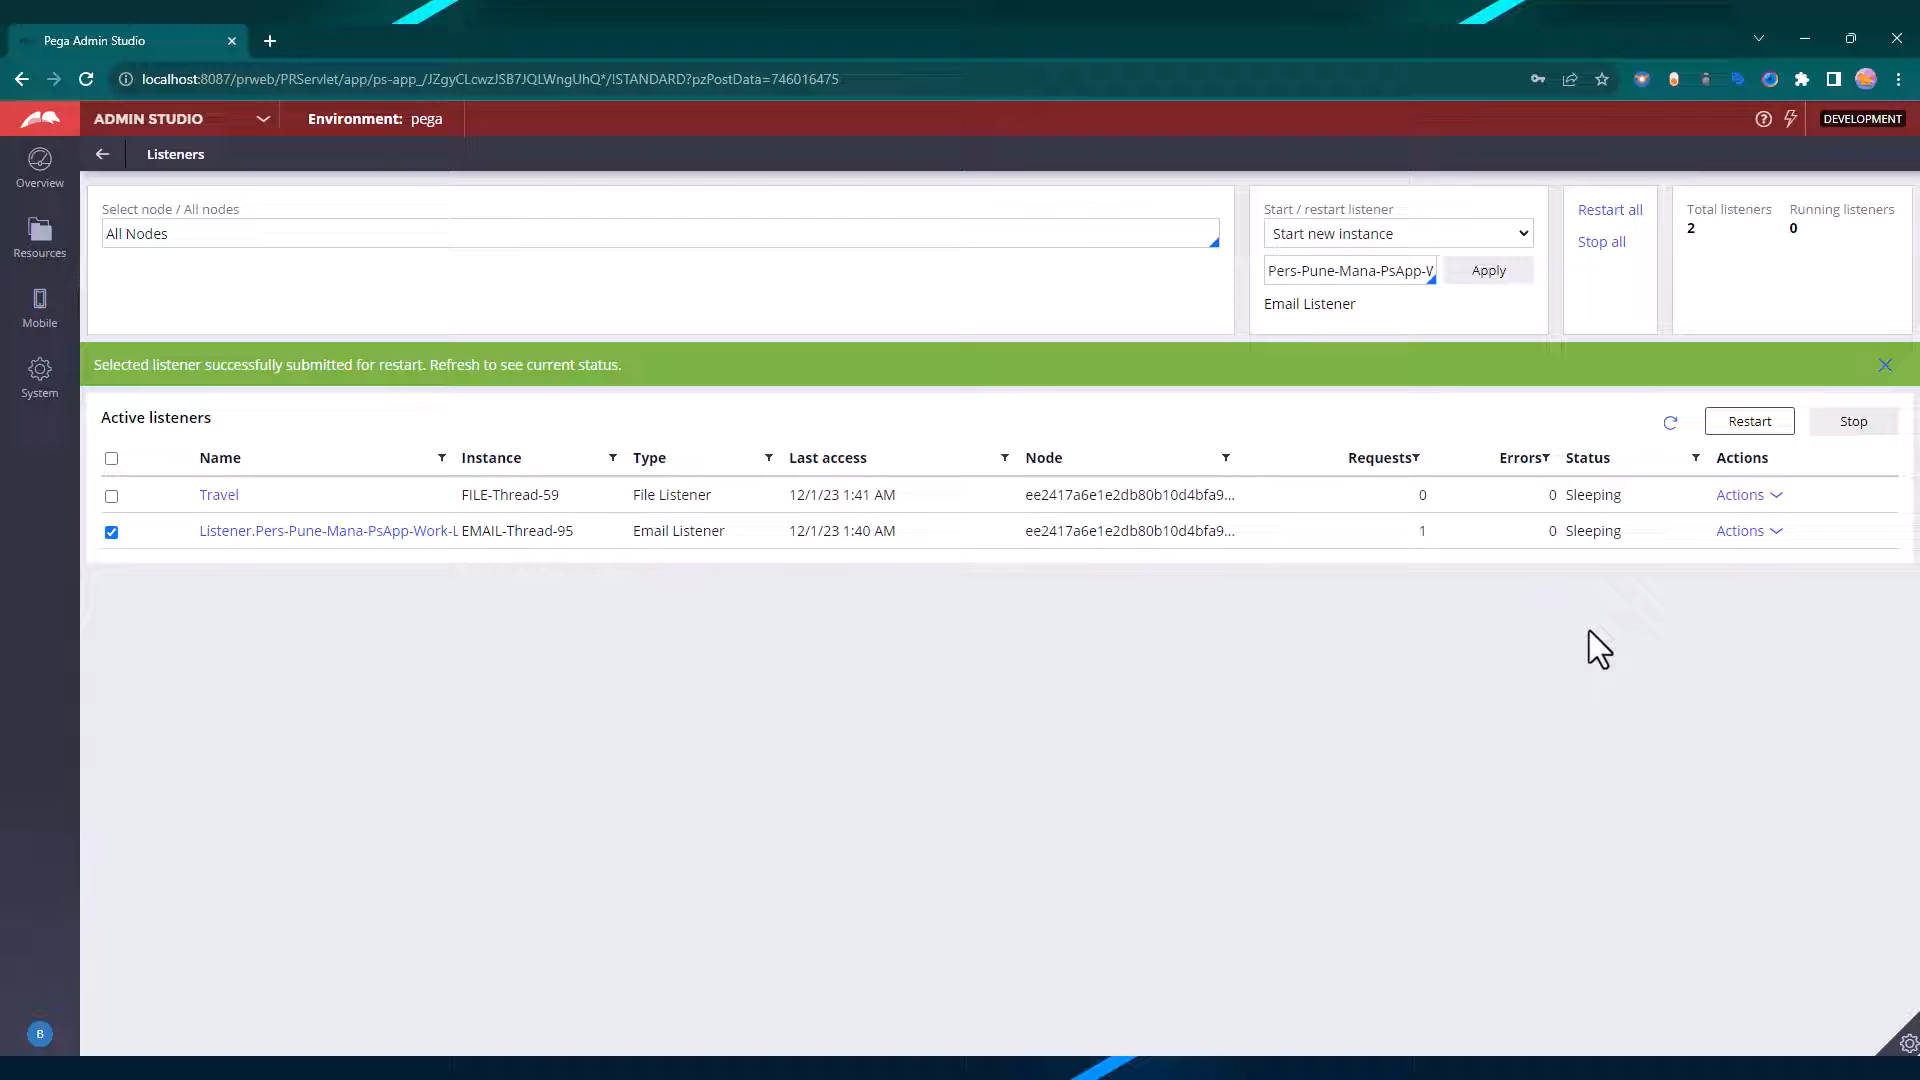 Pega Admin Studio
localhost:8087/prweb/PRServlet/app/ps-app_/JZgyCLcwzJSB7JQLWngUhQ*/!STANDARD?pzPostData=746016475
ADMIN STUDIO
Environment: pega
DEVELOPMENT
Listeners
Overview
Resources
Mobile
System
Select node / All nodes
All Nodes
Start / restart listener
Start new instance
Pers-Pune-Mana-PsApp-W
Apply
Email Listener
Restart all
Stop all
Total listeners
2
Running listeners
0
Selected listener successfully submitted for restart. Refresh to see current status.
Active listeners
Restart
Stop
Name Instance Type Last access Node Requests Errors Status Actions
Travel FILE-Thread-59 File Listener 12/1/23 1:41 AM ee2417a6e1e2db80b10d4bfa9... 0 0 Sleeping Actions
Listener.Pers-Pune-Mana-PsApp-Work-L EMAIL-Thread-95 Email Listener 12/1/23 1:40 AM ee2417a6e1e2db80b10d4bfa9... 1 0 Sleeping Actions
B